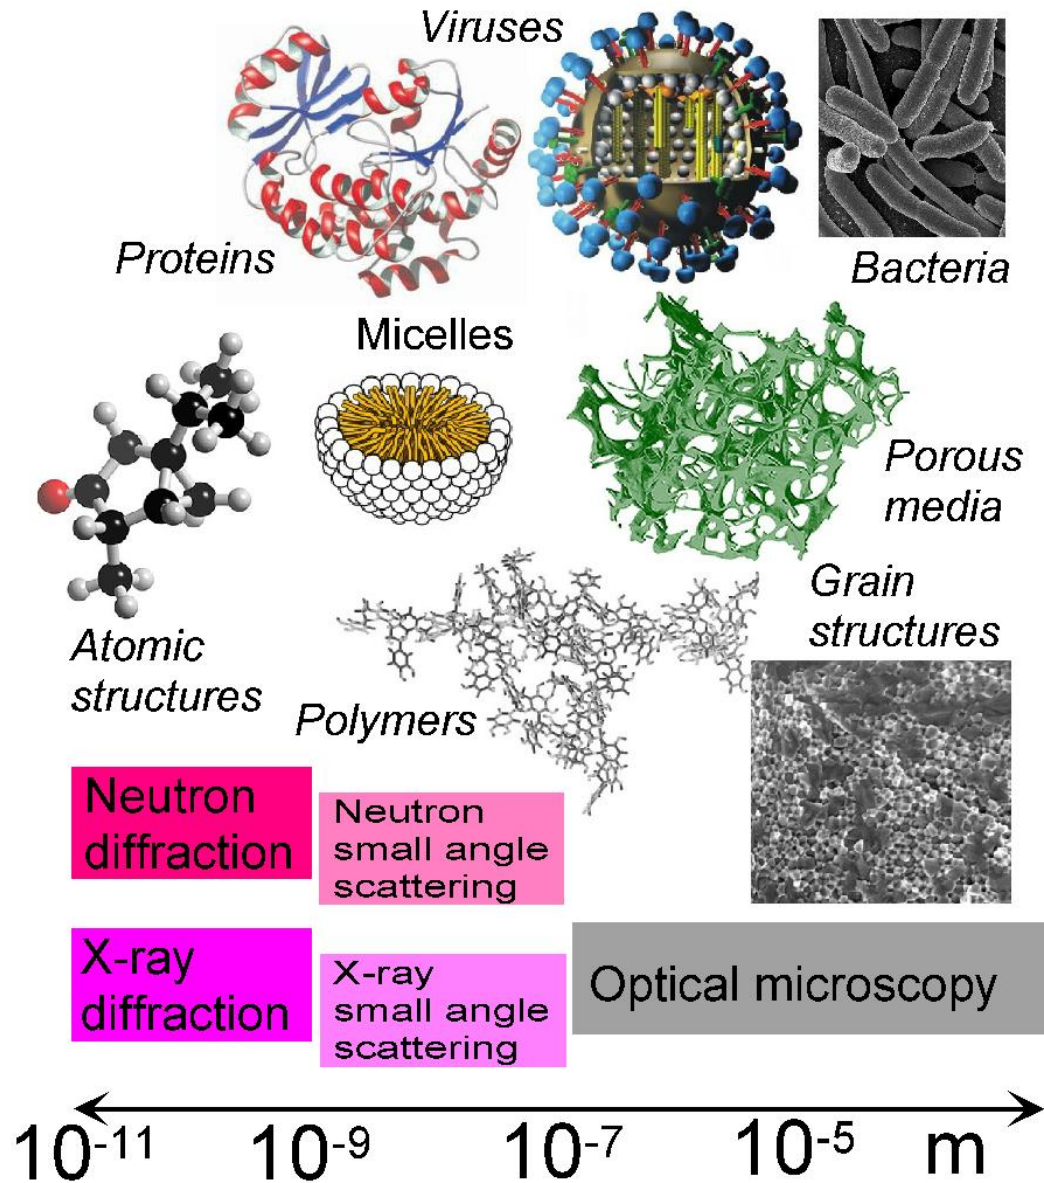 Viruses
Proteins
Bacteria
Micelles
Porous
media
Atomic
structures
Polymers
Grain
structures
Neutron
diffraction
Neutron
small angle
scattering
X-ray
diffraction
X-ray
small angle
scattering
Optical microscopy
10⁻¹¹ 10⁻⁹ 10⁻⁷ 10⁻⁵ m